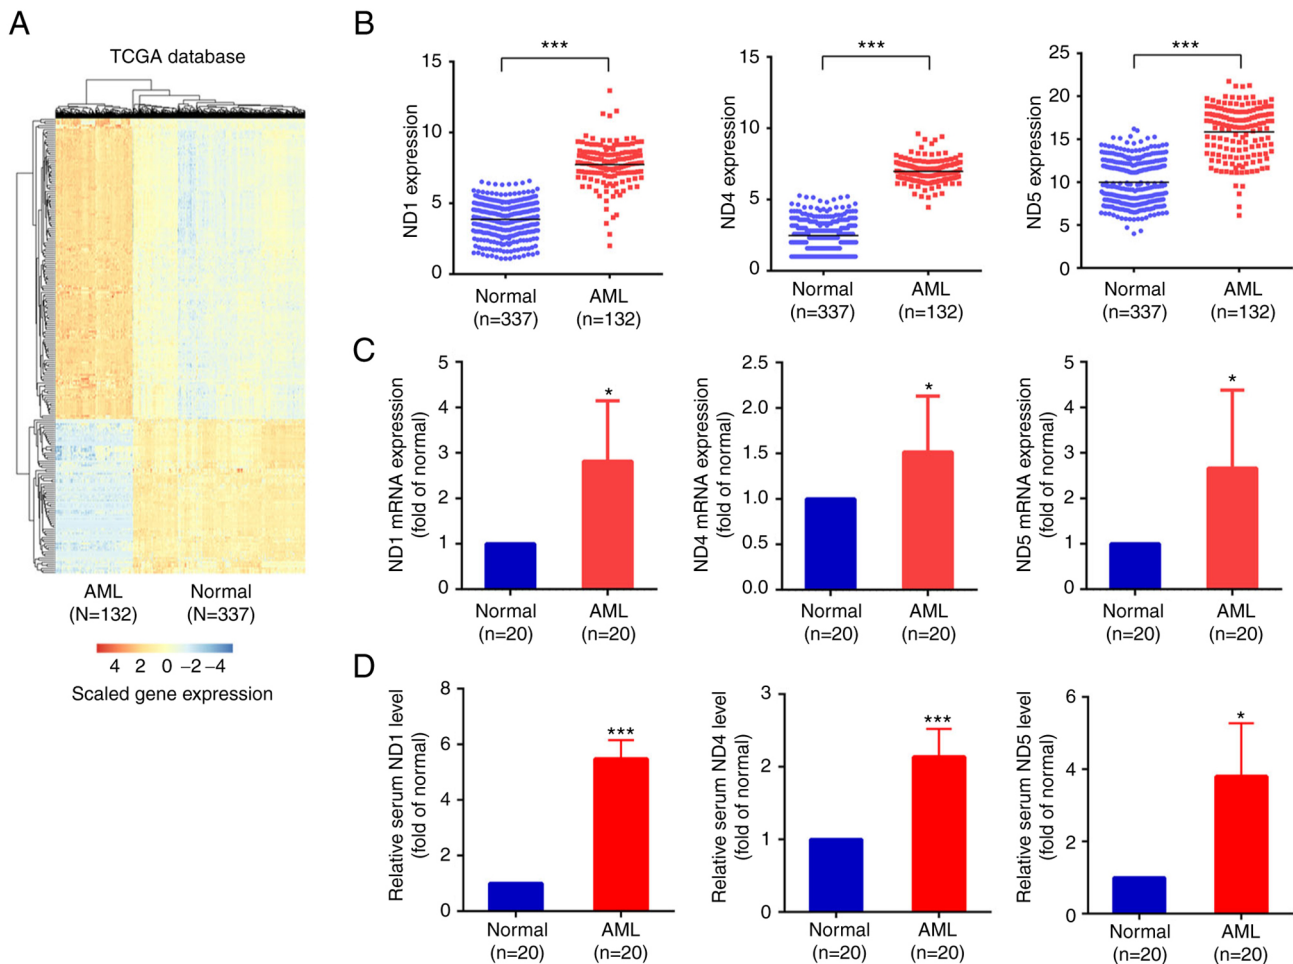 A
TCGA database
AML
(N=132)
Normal
(N=337)
4 2 0 −2 −4
Scaled gene expression
B
ND1 expression
15
10
5
0
***
Normal
(n=337)
AML
(n=132)
ND4 expression
15
10
5
0
***
Normal
(n=337)
AML
(n=132)
ND5 expression
25
20
15
10
5
0
***
Normal
(n=337)
AML
(n=132)
C
ND1 mRNA expression
(fold of normal)
5
4
3
2
1
0
*
Normal
(n=20)
AML
(n=20)
ND4 mRNA expression
(fold of normal)
2.5
2.0
1.5
1.0
0.5
0.0
*
Normal
(n=20)
AML
(n=20)
ND5 mRNA expression
(fold of normal)
5
4
3
2
1
0
*
Normal
(n=20)
AML
(n=20)
D
Relative serum ND1 level
(fold of normal)
8
6
4
2
0
***
Normal
(n=20)
AML
(n=20)
Relative serum ND4 level
(fold of normal)
3
2
1
0
***
Normal
(n=20)
AML
(n=20)
Relative serum ND5 level
(fold of normal)
6
4
2
0
*
Normal
(n=20)
AML
(n=20)